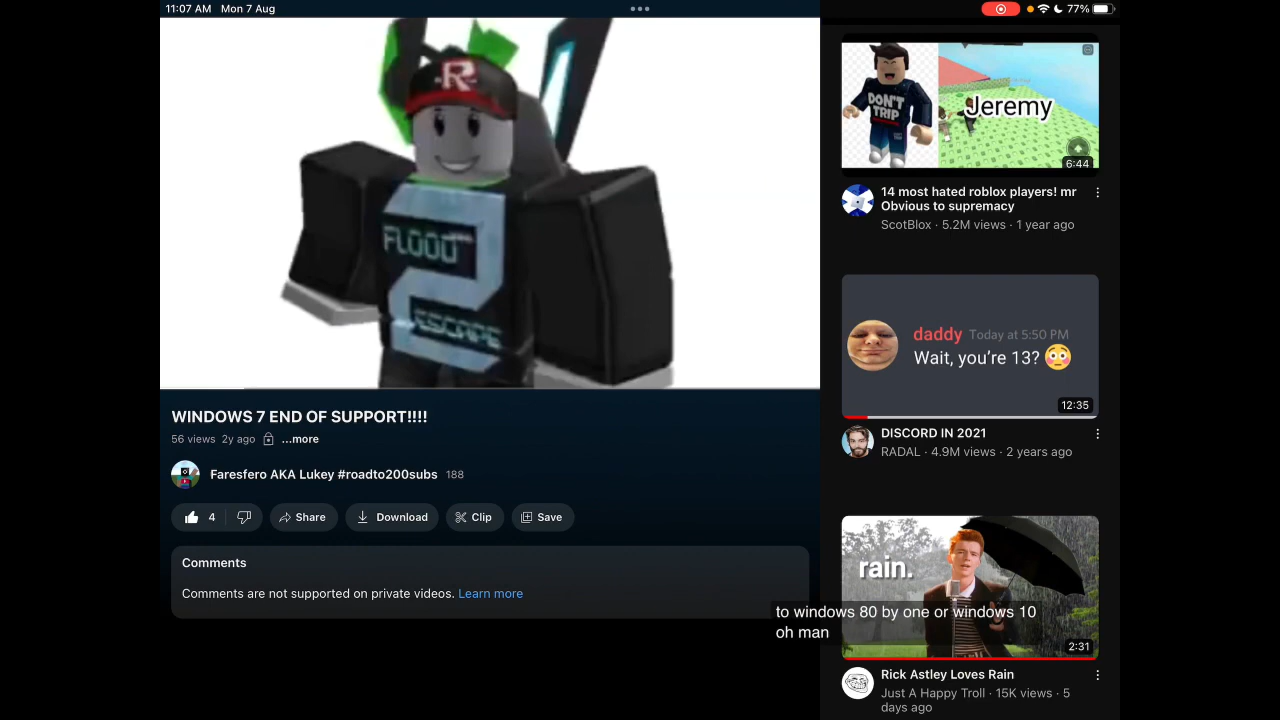 11:07 AM Mon 7 Aug
77%
R
FLOOD
2
ESCAPE
WINDOWS 7 END OF SUPPORT!!!!
56 views 2y ago ...more
Faresfero AKA Lukey #roadto200subs 188
4 Share Download Clip Save
Comments
Comments are not supported on private videos. Learn more
DON'T
TRIP
Jeremy
6:44
14 most hated roblox players! mr
Obvious to supremacy
ScotBlox · 5.2M views · 1 year ago
daddy Today at 5:50 PM
Wait, you're 13? 😳
12:35
DISCORD IN 2021
RADAL · 4.9M views · 2 years ago
rain.
to windows 80 by one or windows 10
oh man
2:31
Rick Astley Loves Rain
Just A Happy Troll · 15K views · 5
days ago